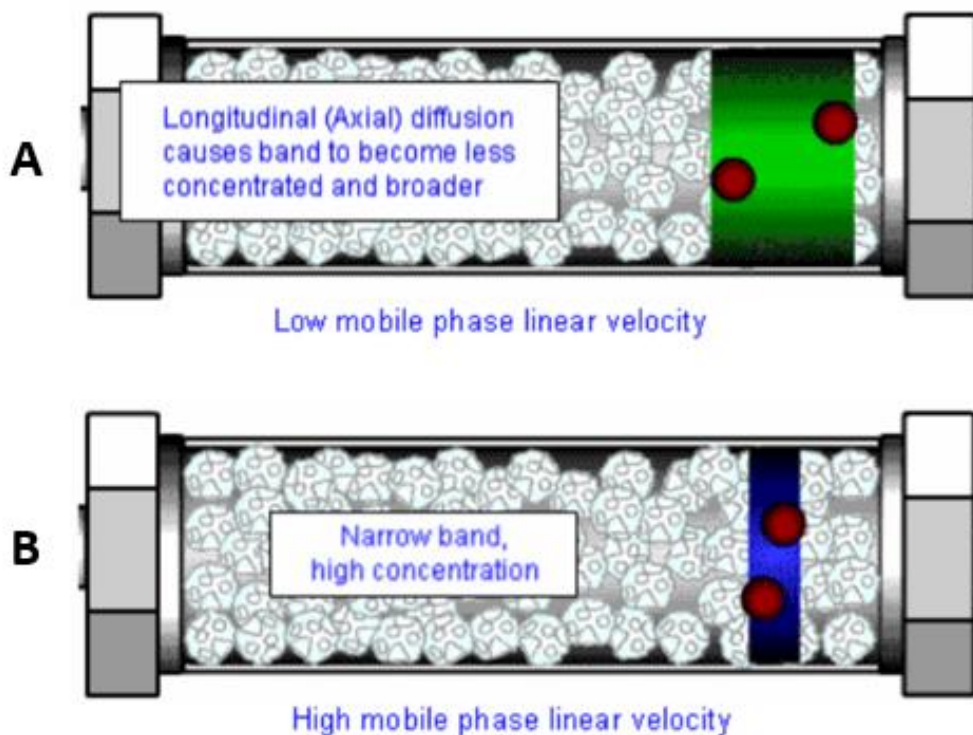 A
Longitudinal (Axial) diffusion
causes band to become less
concentrated and broader
Low mobile phase linear velocity
B
Narrow band,
high concentration
High mobile phase linear velocity